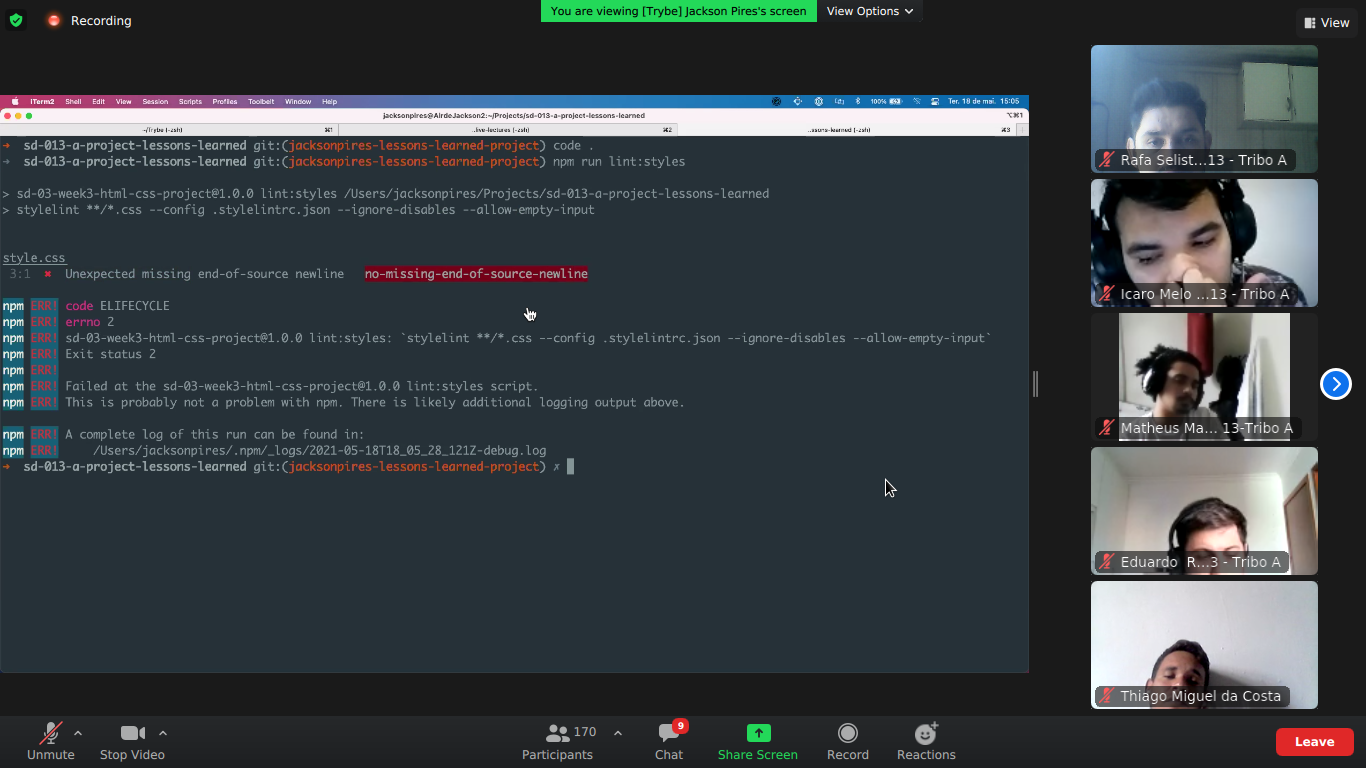 Recording
You are viewing [Trybe] Jackson Pires's screen
View Options
View
iTerm2 Shell Edit View Session Scripts Profiles Toolbelt Window Help
100%
Ter. 18 de mai. 15:05
jacksonpires@AirdeJackson2:~/Projects/sd-013-a-project-lessons-learned
⌥⌘1
~/Trybe (-zsh) ⌘1 ..live-lectures (-zsh) ⌘2 ..ssons-learned (-zsh) ⌘3
➜ sd-013-a-project-lessons-learned git:(jacksonpires-lessons-learned-project) code .
➜ sd-013-a-project-lessons-learned git:(jacksonpires-lessons-learned-project) npm run lint:styles
> sd-03-week3-html-css-project@1.0.0 lint:styles /Users/jacksonpires/Projects/sd-013-a-project-lessons-learned
> stylelint **/*.css --config .stylelintrc.json --ignore-disables --allow-empty-input
style.css
3:1 ✖ Unexpected missing end-of-source newline no-missing-end-of-source-newline
npm ERR! code ELIFECYCLE
npm ERR! errno 2
npm ERR! sd-03-week3-html-css-project@1.0.0 lint:styles: `stylelint **/*.css --config .stylelintrc.json --ignore-disables --allow-empty-input`
npm ERR! Exit status 2
npm ERR!
npm ERR! Failed at the sd-03-week3-html-css-project@1.0.0 lint:styles script.
npm ERR! This is probably not a problem with npm. There is likely additional logging output above.
npm ERR! A complete log of this run can be found in:
npm ERR! /Users/jacksonpires/.npm/_logs/2021-05-18T18_05_28_121Z-debug.log
➜ sd-013-a-project-lessons-learned git:(jacksonpires-lessons-learned-project) ✗
Rafa Selist...13 - Tribo A
Icaro Melo ...13 - Tribo A
Matheus Ma... 13-Tribo A
Eduardo R...3 - Tribo A
Thiago Miguel da Costa
Unmute
Stop Video
170
Participants
9
Chat
Share Screen
Record
Reactions
Leave